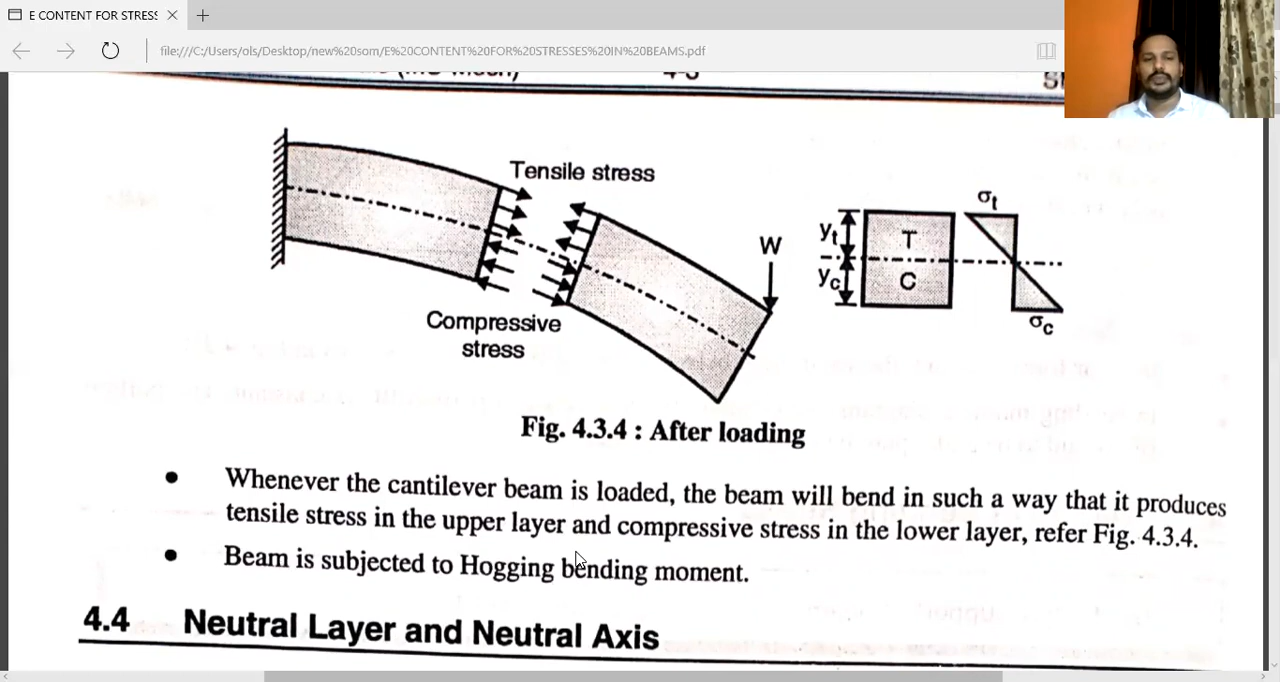 E CONTENT FOR STRESS
file:///C:/Users/ols/Desktop/new%20som/E%20CONTENT%20FOR%20STRESSES%20IN%20BEAMS.pdf
4-5
Tensile stress
W
Compressive
stress
yt
yc
T
C
σt
σc
Fig. 4.3.4 : After loading
• Whenever the cantilever beam is loaded, the beam will bend in such a way that it produces
tensile stress in the upper layer and compressive stress in the lower layer, refer Fig. 4.3.4.
• Beam is subjected to Hogging bending moment.
4.4 Neutral Layer and Neutral Axis